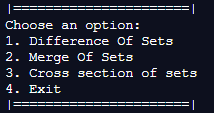 |=======================|
Choose an option:
1. Difference Of Sets
2. Merge Of Sets
3. Cross section of sets
4. Exit
|=======================|